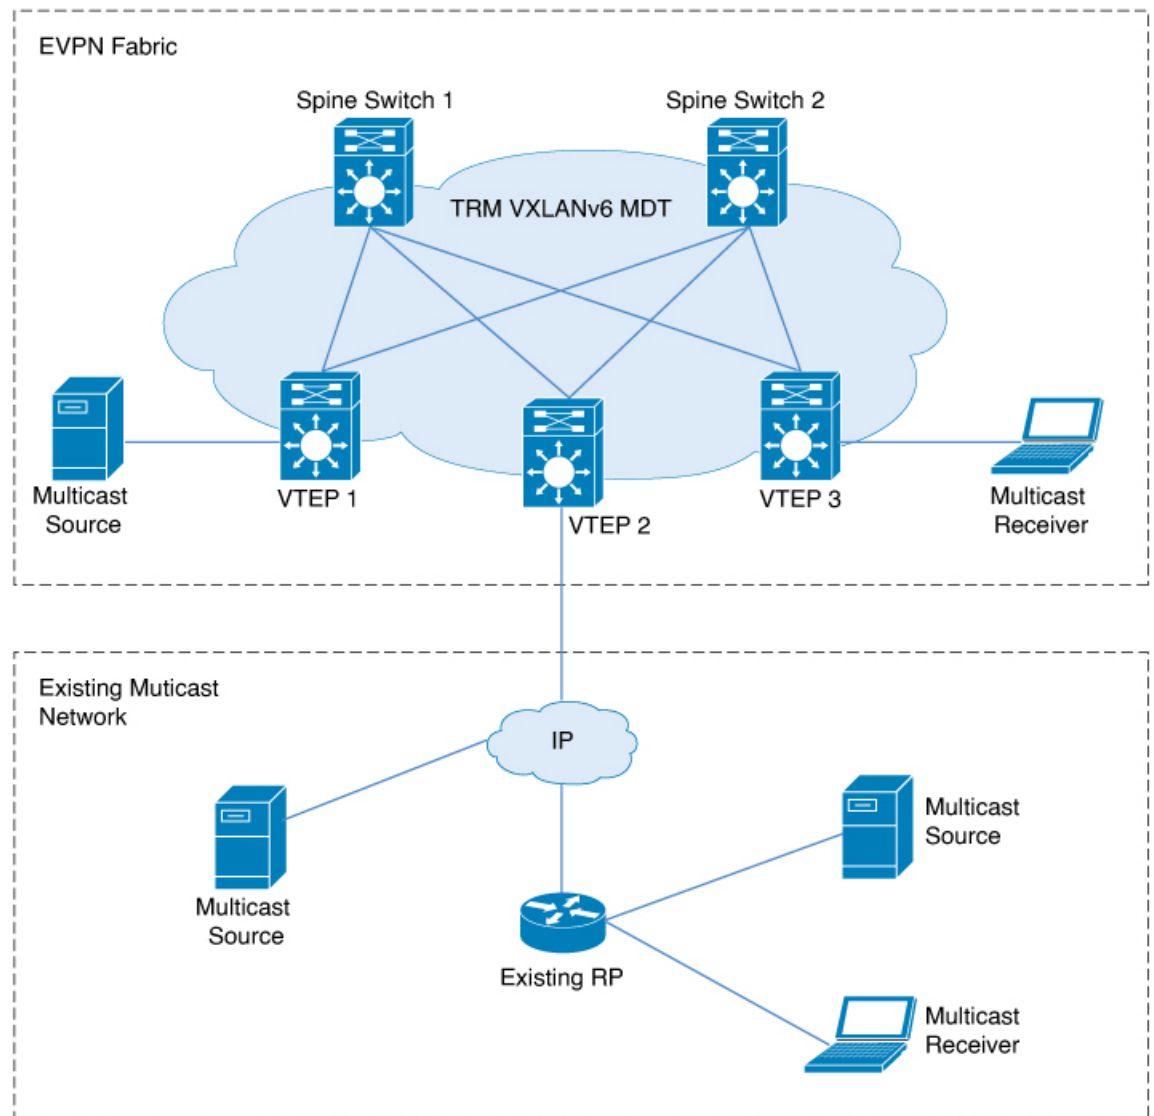 EVPN Fabric
Spine Switch 1
Spine Switch 2
TRM VXLANv6 MDT
Multicast
Source
VTEP 1
VTEP 2
VTEP 3
Multicast
Receiver
Existing Muticast
Network
IP
Multicast
Source
Multicast
Source
Existing RP
Multicast
Receiver